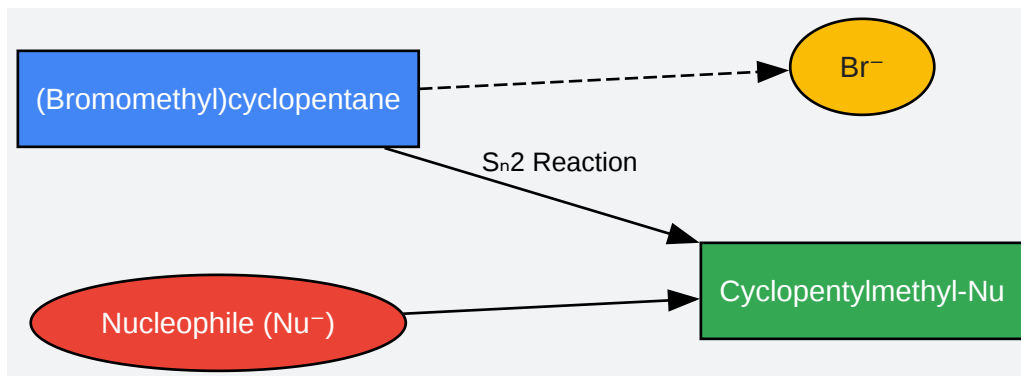 (Bromomethyl)cyclopentane
Br⁻
Sₙ2 Reaction
Cyclopentylmethyl-Nu
Nucleophile (Nu⁻)